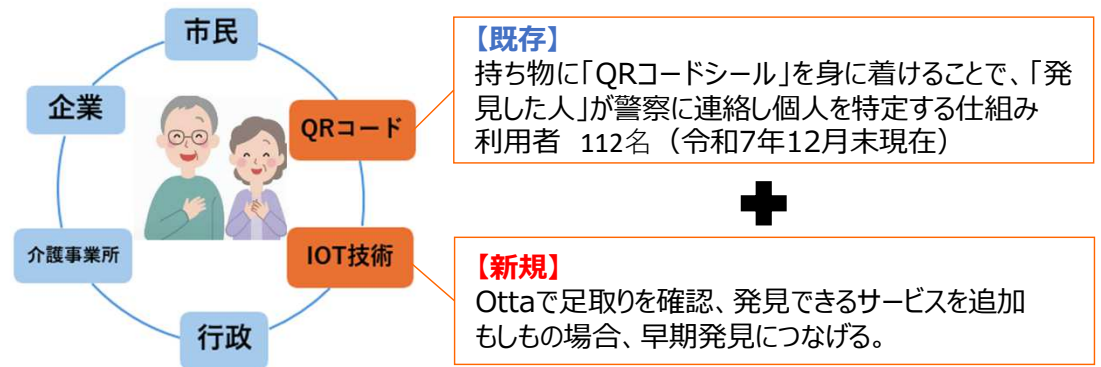 市民
企業
QRコード
介護事業所
IOT技術
行政
【既存】
持ち物に「QRコードシール」を身に着けることで、「発
見した人」が警察に連絡し個人を特定する仕組み
利用者 112名（令和7年12月末現在）
【新規】
Ottaで足取りを確認、発見できるサービスを追加
もしもの場合、早期発見につなげる。